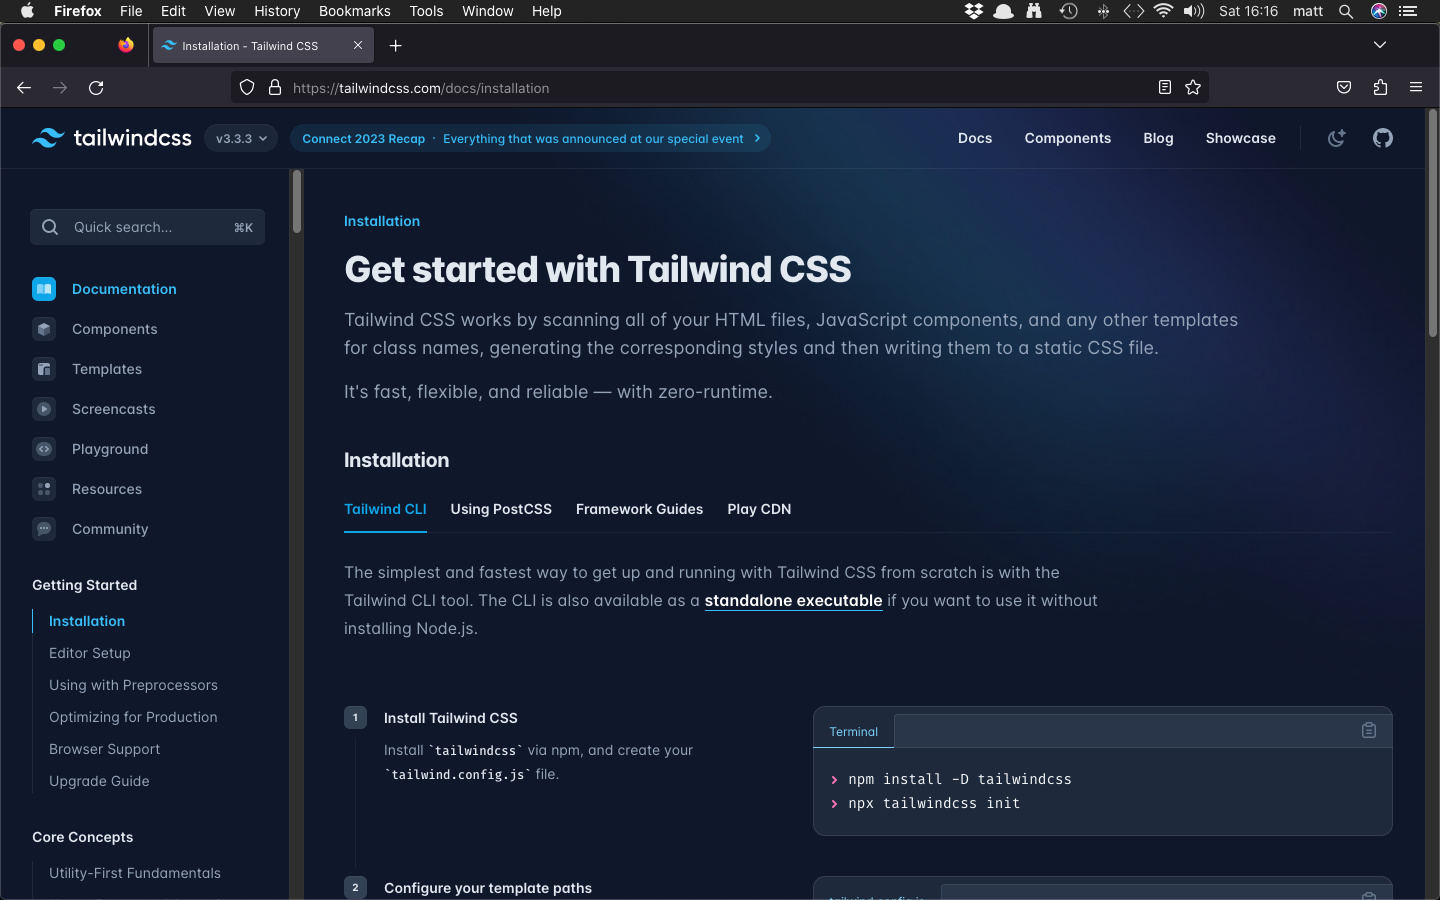 Firefox File Edit View History Bookmarks Tools Window Help Sat 16:16 matt
Installation - Tailwind CSS
https://tailwindcss.com/docs/installation
tailwindcss v3.3.3 Connect 2023 Recap · Everything that was announced at our special event Docs Components Blog Showcase
Quick search... ⌘K
Documentation
Components
Templates
Screencasts
Playground
Resources
Community
Getting Started
Installation
Editor Setup
Using with Preprocessors
Optimizing for Production
Browser Support
Upgrade Guide
Core Concepts
Utility-First Fundamentals
Installation
Get started with Tailwind CSS
Tailwind CSS works by scanning all of your HTML files, JavaScript components, and any other templates
for class names, generating the corresponding styles and then writing them to a static CSS file.
It's fast, flexible, and reliable — with zero-runtime.
Installation
Tailwind CLI Using PostCSS Framework Guides Play CDN
The simplest and fastest way to get up and running with Tailwind CSS from scratch is with the
Tailwind CLI tool. The CLI is also available as a standalone executable if you want to use it without
installing Node.js.
1 Install Tailwind CSS
Install `tailwindcss` via npm, and create your
`tailwind.config.js` file.
Terminal
npm install -D tailwindcss
npx tailwindcss init
2 Configure your template paths
tailwind.config.js